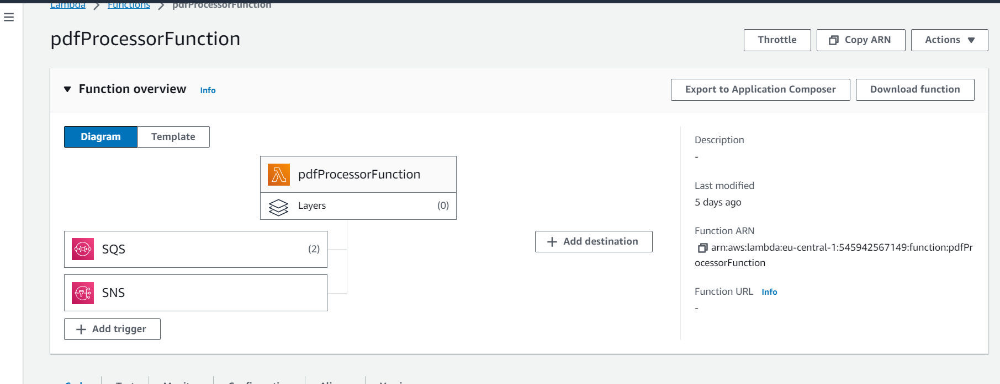 Lambda > Functions > pdfProcessorFunction
pdfProcessorFunction
Throttle
Copy ARN
Actions
Function overview Info
Export to Application Composer
Download function
Diagram
Template
pdfProcessorFunction
Layers (0)
SQS (2)
SNS
+ Add trigger
+ Add destination
Description
-
Last modified
5 days ago
Function ARN
arn:aws:lambda:eu-central-1:545942567149:function:pdfPr
ocessorFunction
Function URL Info
-